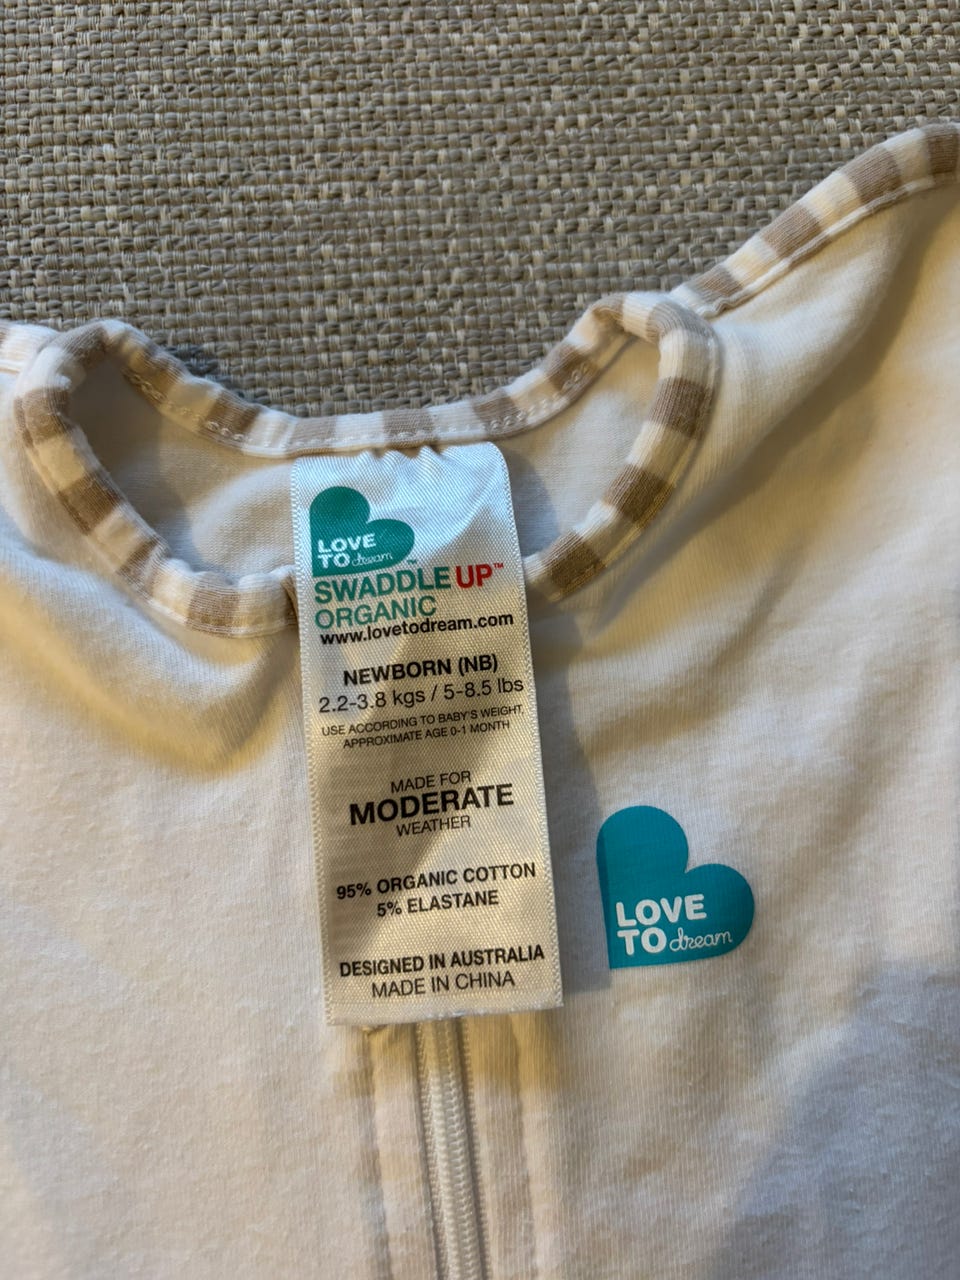 LOVE
TO dream™
SWADDLE UP™
ORGANIC
www.lovetodream.com
NEWBORN (NB)
2.2-3.8 kgs / 5-8.5 lbs
USE ACCORDING TO BABY'S WEIGHT,
APPROXIMATE AGE 0-1 MONTH
MADE FOR
MODERATE
WEATHER
95% ORGANIC COTTON
5% ELASTANE
DESIGNED IN AUSTRALIA
MADE IN CHINA
LOVE
TO dream